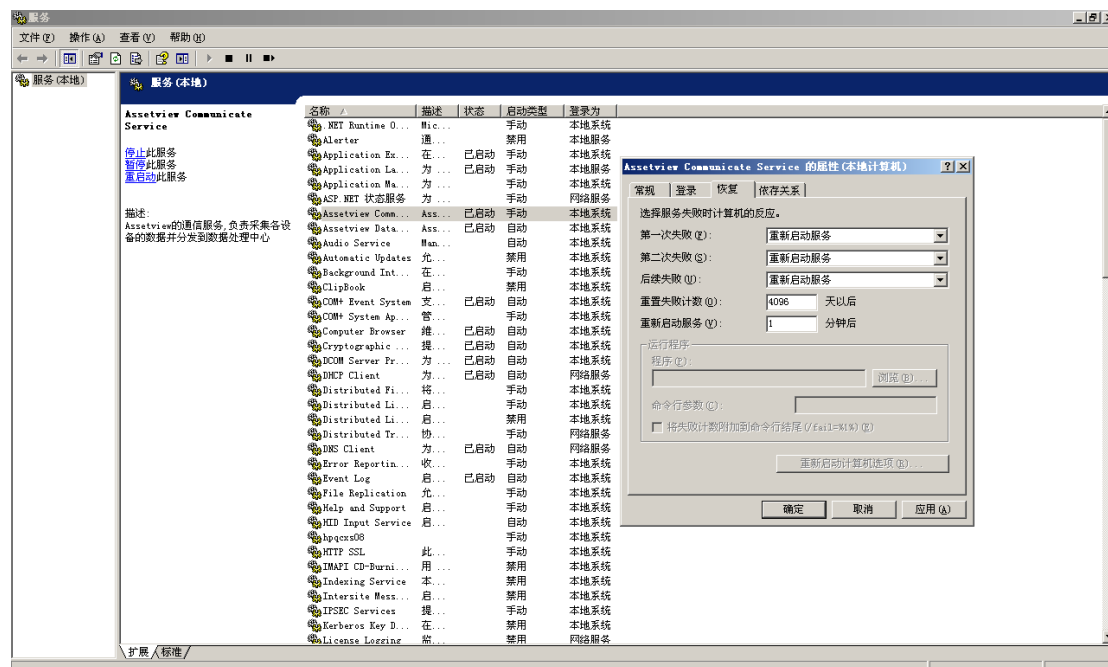 服务
文件(F) 操作(A) 查看(V) 帮助(H)
服务(本地)
服务(本地)
Assetview Communicate
Service
停止此服务
暂停此服务
重启动此服务
描述:
Assetview的通信服务,负责采集各设
备的数据并分发到数据处理中心
名称 描述 状态 启动类型 登录为
.NET Runtime O... Mic... 手动 本地系统
Alerter 通... 禁用 本地服务
Application Ex... 在... 已启动 手动 本地系统
Application La... 为 ... 已启动 手动 本地服务
Application Ma... 为 ... 手动 本地系统
ASP.NET 状态服务 为 ... 手动 网络服务
Assetview Comm... Ass... 已启动 手动 本地系统
Assetview Data... Ass... 已启动 自动 本地系统
Audio Service Man... 自动 本地系统
Automatic Updates 允... 禁用 本地系统
Background Int... 在... 手动 本地系统
ClipBook 启... 禁用 本地系统
COM+ Event System 支... 已启动 自动 本地系统
COM+ System Ap... 管... 手动 本地系统
Computer Browser 维... 已启动 自动 本地系统
Cryptographic ... 提... 已启动 自动 本地系统
DCOM Server Pr... 为 ... 已启动 自动 本地系统
DHCP Client 为... 已启动 自动 网络服务
Distributed Fi... 将... 手动 本地系统
Distributed Li... 启... 手动 本地系统
Distributed Li... 启... 禁用 本地系统
Distributed Tr... 协... 手动 网络服务
DNS Client 为... 已启动 自动 网络服务
Error Reportin... 收... 手动 本地系统
Event Log 启... 已启动 自动 本地系统
File Replication 允... 手动 本地系统
Help and Support 启... 手动 本地系统
HID Input Service 启... 自动 本地系统
hpqcxs08 手动 本地系统
HTTP SSL 此... 手动 本地系统
IMAPI CD-Burni... 用 ... 禁用 本地系统
Indexing Service 本... 禁用 本地系统
Intersite Mess... 启... 禁用 本地系统
IPSEC Services 提... 手动 本地系统
Kerberos Key D... 在... 禁用 本地系统
License Logging 监... 禁用 网络服务
扩展 标准
Assetview Communicate Service 的属性(本地计算机)
常规 登录 恢复 依存关系
选择服务失败时计算机的反应。
第一次失败(F): 重新启动服务
第二次失败(S): 重新启动服务
后续失败(U): 重新启动服务
重置失败计数(O): 4096 天以后
重新启动服务(V): 1 分钟后
运行程序
程序(P):
浏览(B)...
命令行参数(C):
将失败计数附加到命令行结尾(/fail=%1%)(E)
重新启动计算机选项(R)...
确定 取消 应用(A)